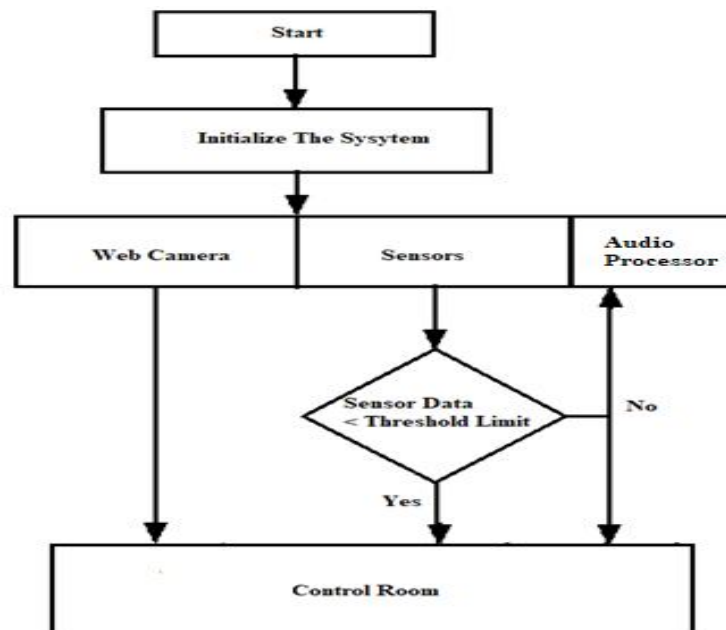 Start
Initialize The Sysytem
Web Camera
Sensors
Audio
Processor
Sensor Data
< Threshold Limit
No
Yes
Control Room